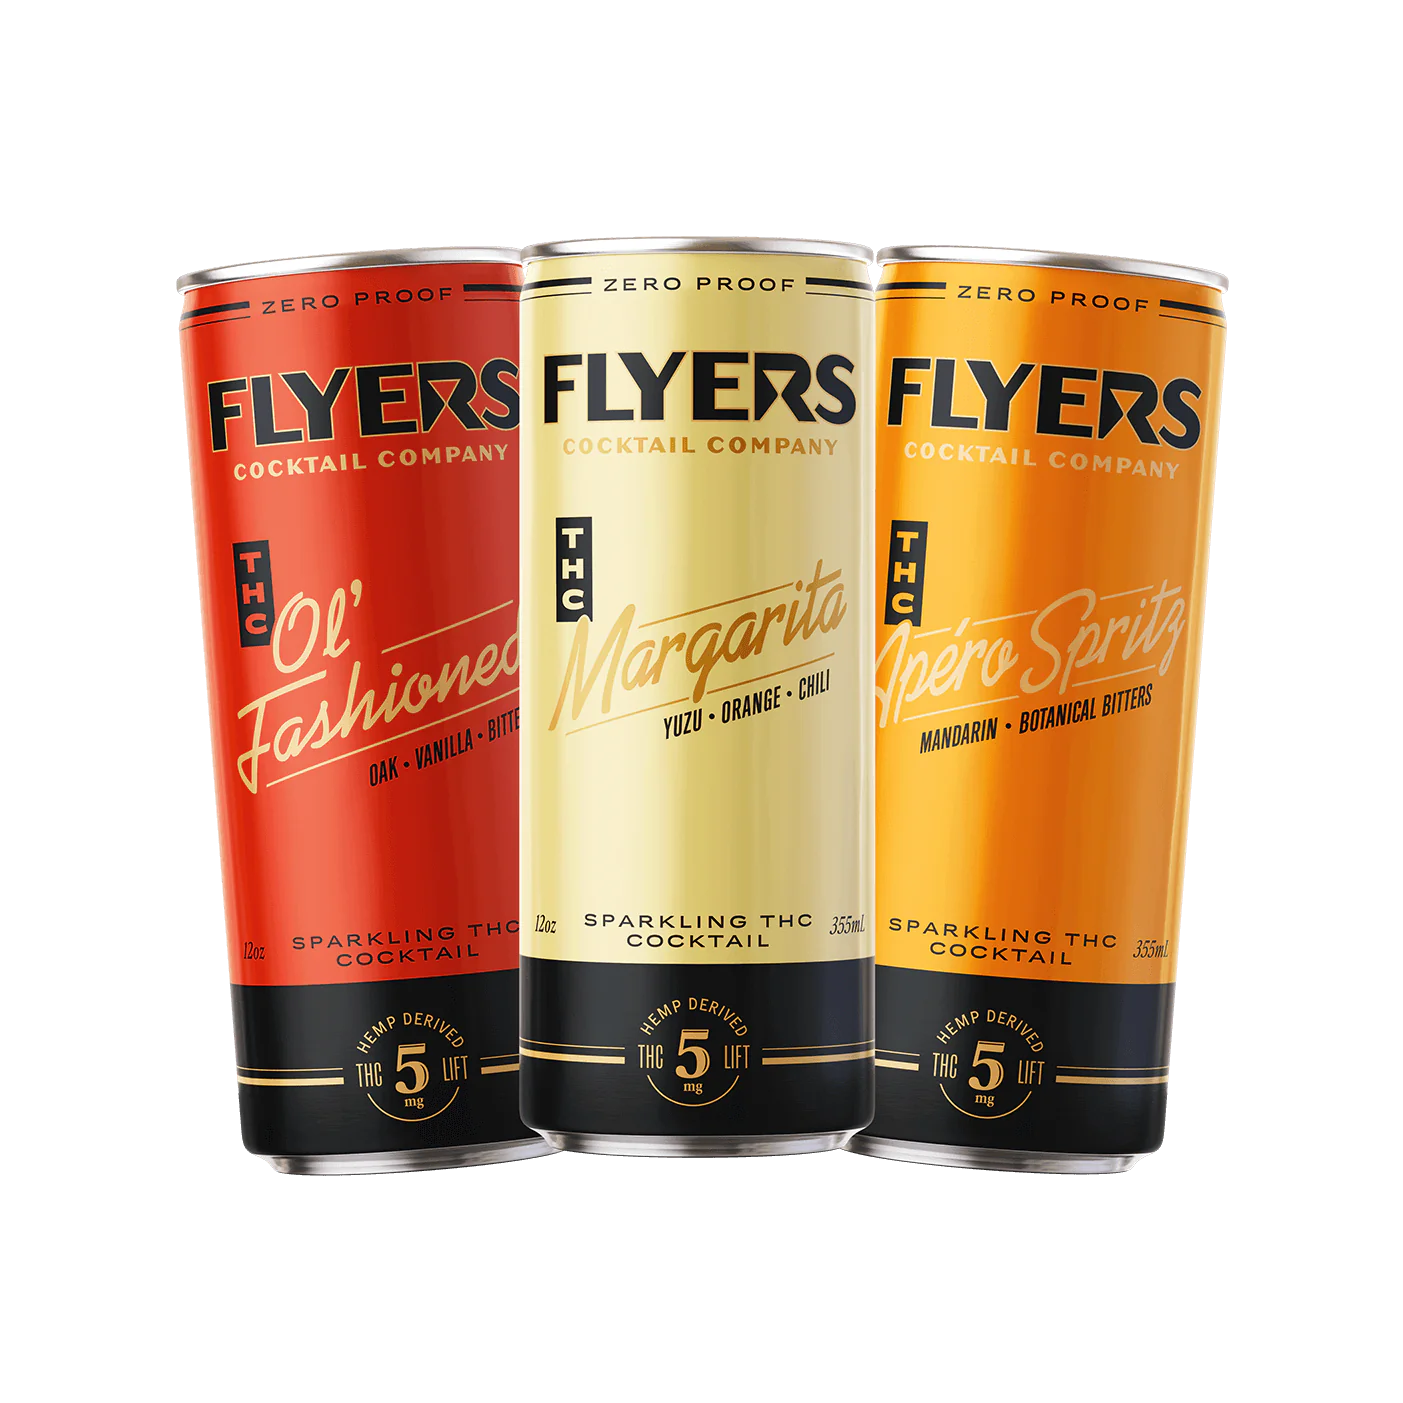 ZERO PROOF
FLYERS
COCKTAIL COMPANY
THC
Ol'
Fashioned
OAK • VANILLA •
12oz
SPARKLING THC
COCKTAIL
HEMP DERIVED
THC 5 LIFT
mg
ZERO PROOF
FLYERS
COCKTAIL COMPANY
THC
Margarita
YUZU • ORANGE • CHILI
12oz
SPARKLING THC
COCKTAIL
355mL
HEMP DERIVED
THC 5 LIFT
mg
ZERO PROOF
FLYERS
COCKTAIL COMPANY
THC
Apéro Spritz
MANDARIN • BOTANICAL BITTERS
SPARKLING THC
COCKTAIL
355mL
HEMP DERIVED
THC 5 LIFT
mg